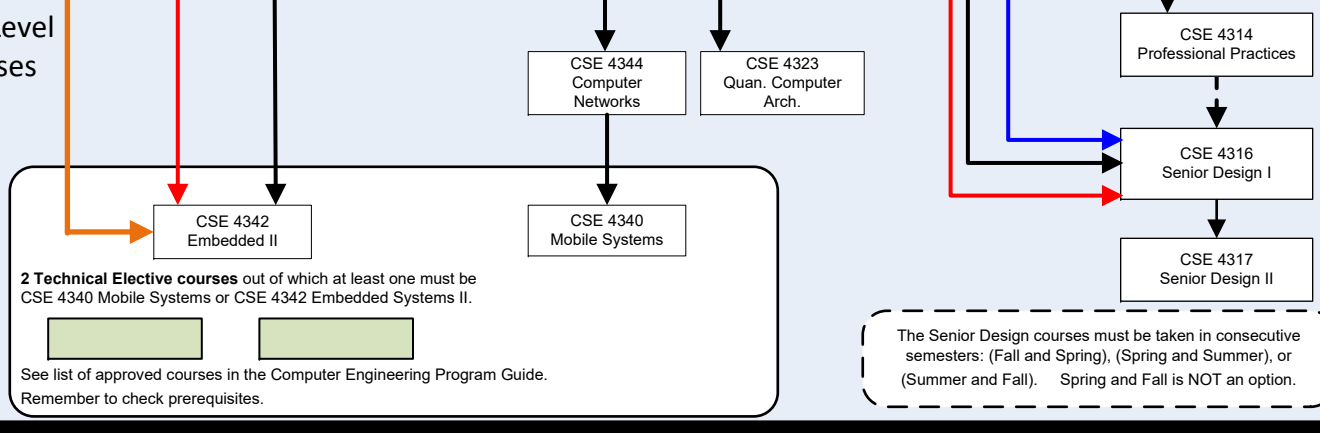 CSE 4314
Professional Practices
CSE 4344
Computer
Networks
CSE 4323
Quan. Computer
Arch.
CSE 4316
Senior Design I
CSE 4342
Embedded II
CSE 4340
Mobile Systems
CSE 4317
Senior Design II
2 Technical Elective courses out of which at least one must be
CSE 4340 Mobile Systems or CSE 4342 Embedded Systems II.
See list of approved courses in the Computer Engineering Program Guide.
Remember to check prerequisites.
The Senior Design courses must be taken in consecutive
semesters: (Fall and Spring), (Spring and Summer), or
(Summer and Fall). Spring and Fall is NOT an option.